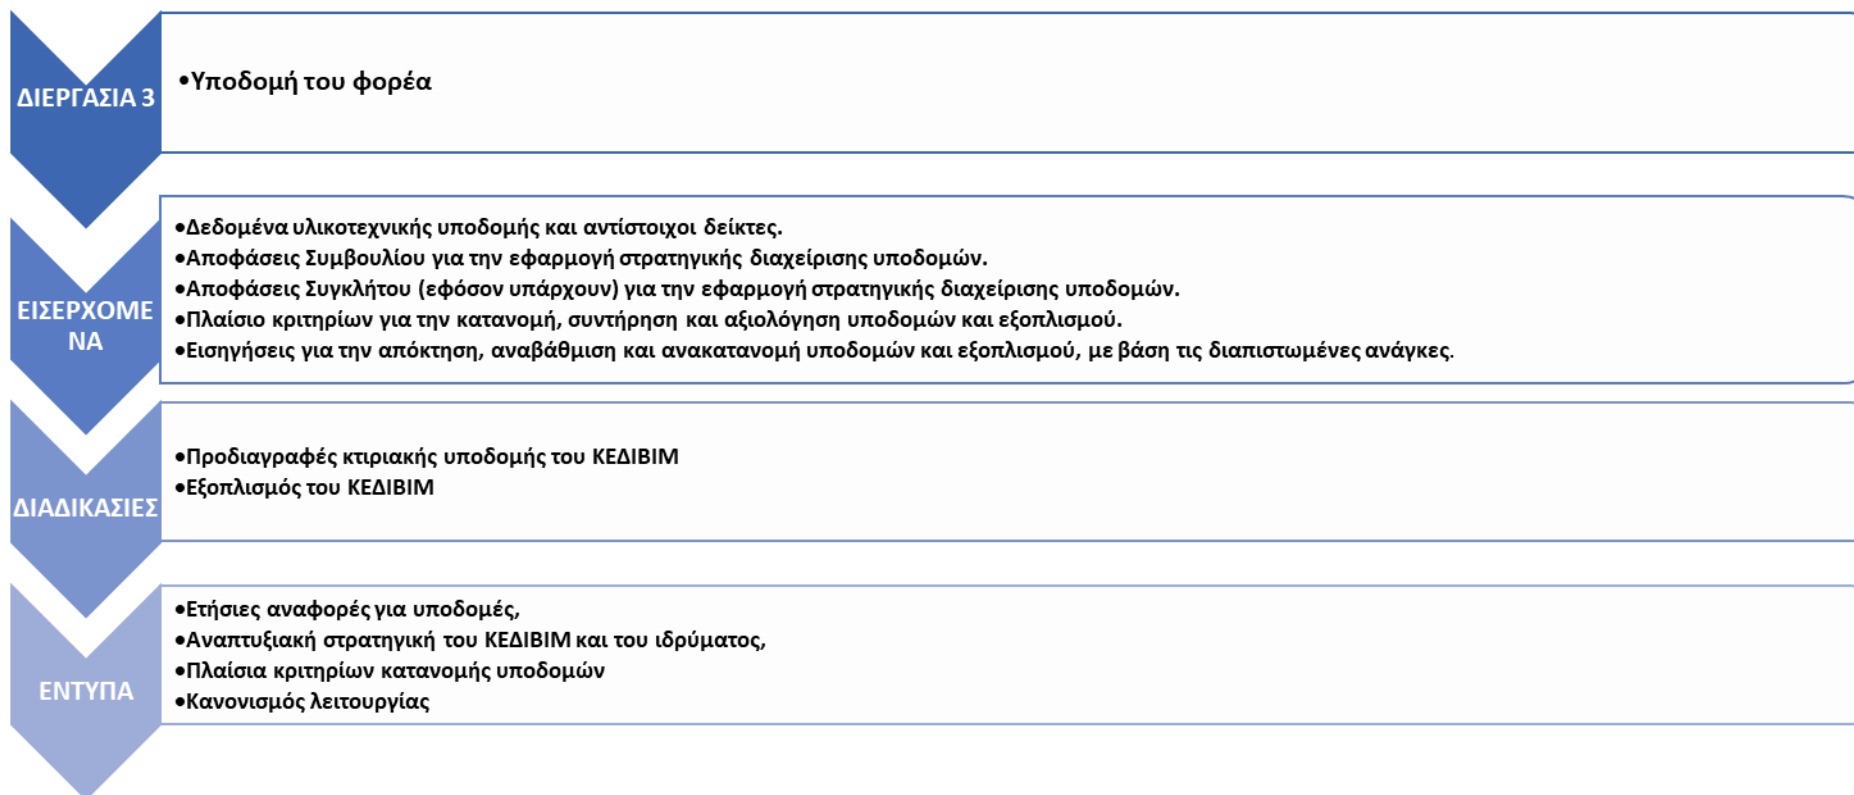 ΔΙΕΡΓΑΣΙΑ 3
•Υποδομή του φορέα
ΕΙΣΕΡΧΟΜΕ
ΝΑ
•Δεδομένα υλικοτεχνικής υποδομής και αντίστοιχοι δείκτες.
•Αποφάσεις Συμβουλίου για την εφαρμογή στρατηγικής διαχείρισης υποδομών.
•Αποφάσεις Συγκλήτου (εφόσον υπάρχουν) για την εφαρμογή στρατηγικής διαχείρισης υποδομών.
•Πλαίσιο κριτηρίων για την κατανομή, συντήρηση και αξιολόγηση υποδομών και εξοπλισμού.
•Εισηγήσεις για την απόκτηση, αναβάθμιση και ανακατανομή υποδομών και εξοπλισμού, με βάση τις διαπιστωμένες ανάγκες.
ΔΙΑΔΙΚΑΣΙΕΣ
•Προδιαγραφές κτιριακής υποδομής του ΚΕΔΙΒΙΜ
•Εξοπλισμός του ΚΕΔΙΒΙΜ
ΕΝΤΥΠΑ
•Ετήσιες αναφορές για υποδομές,
•Αναπτυξιακή στρατηγική του ΚΕΔΙΒΙΜ και του ιδρύματος,
•Πλαίσια κριτηρίων κατανομής υποδομών
•Κανονισμός λειτουργίας